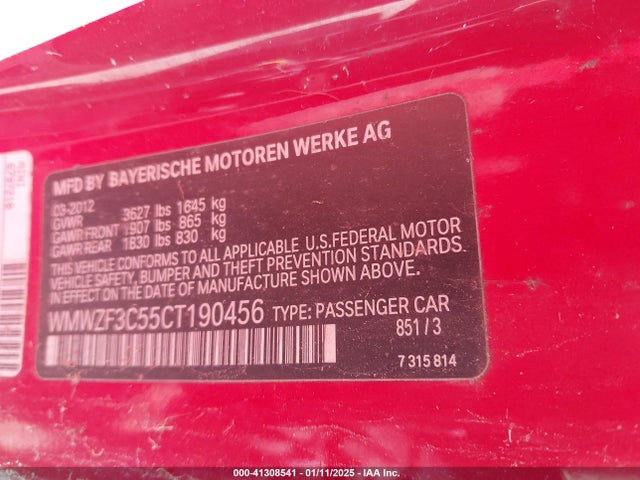 MFD BY BAYERISCHE MOTOREN WERKE AG
03-2012
GVWR 3627 lbs 1645 kg
GAWR FRONT 1907 lbs 865 kg
GAWR REAR 1830 lbs 830 kg
THIS VEHICLE CONFORMS TO ALL APPLICABLE U.S.FEDERAL MOTOR
VEHICLE SAFETY, BUMPER AND THEFT PREVENTION STANDARDS
IN EFFECT ON THE DATE OF MANUFACTURE SHOWN ABOVE.
WMWZF3C55CT190456 TYPE: PASSENGER CAR
851/3
7 315 814
MINI
000-41308541 / 01/11/2025 - IAA Inc.